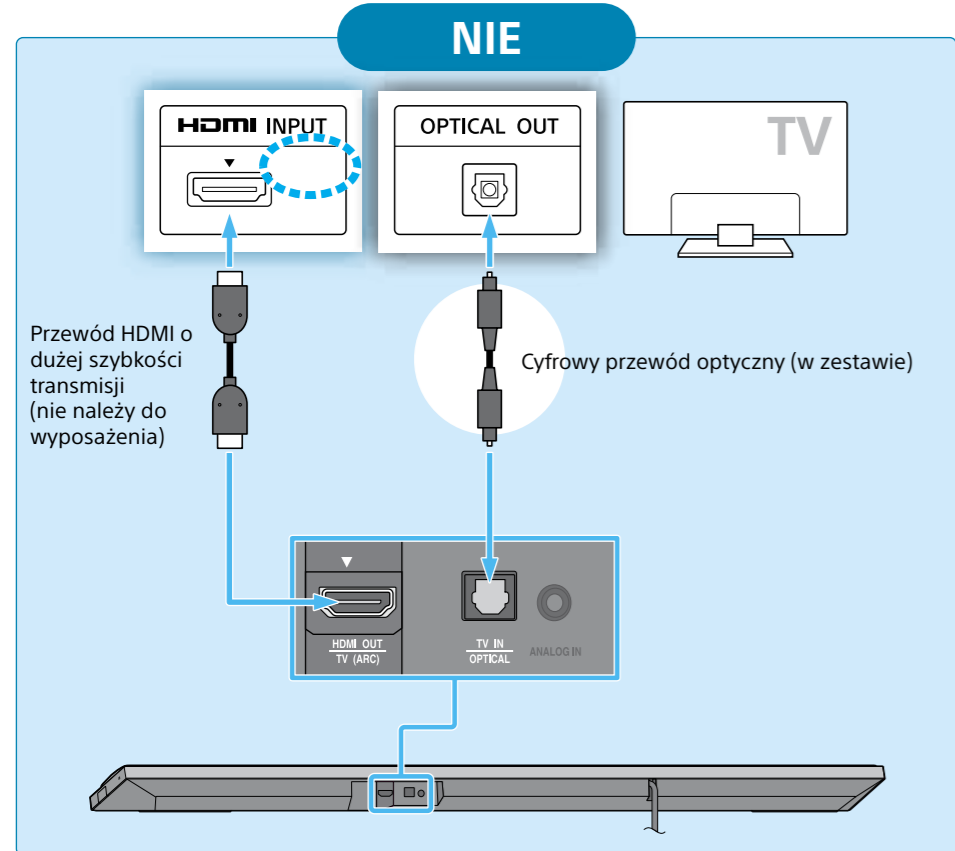 NIE
HDMI INPUT
OPTICAL OUT
TV
Przewód HDMI o
dużej szybkości
transmisji
(nie należy do
wyposażenia)
Cyfrowy przewód optyczny (w zestawie)
HDMI OUT
TV (ARC)
TV IN
OPTICAL
ANALOG IN